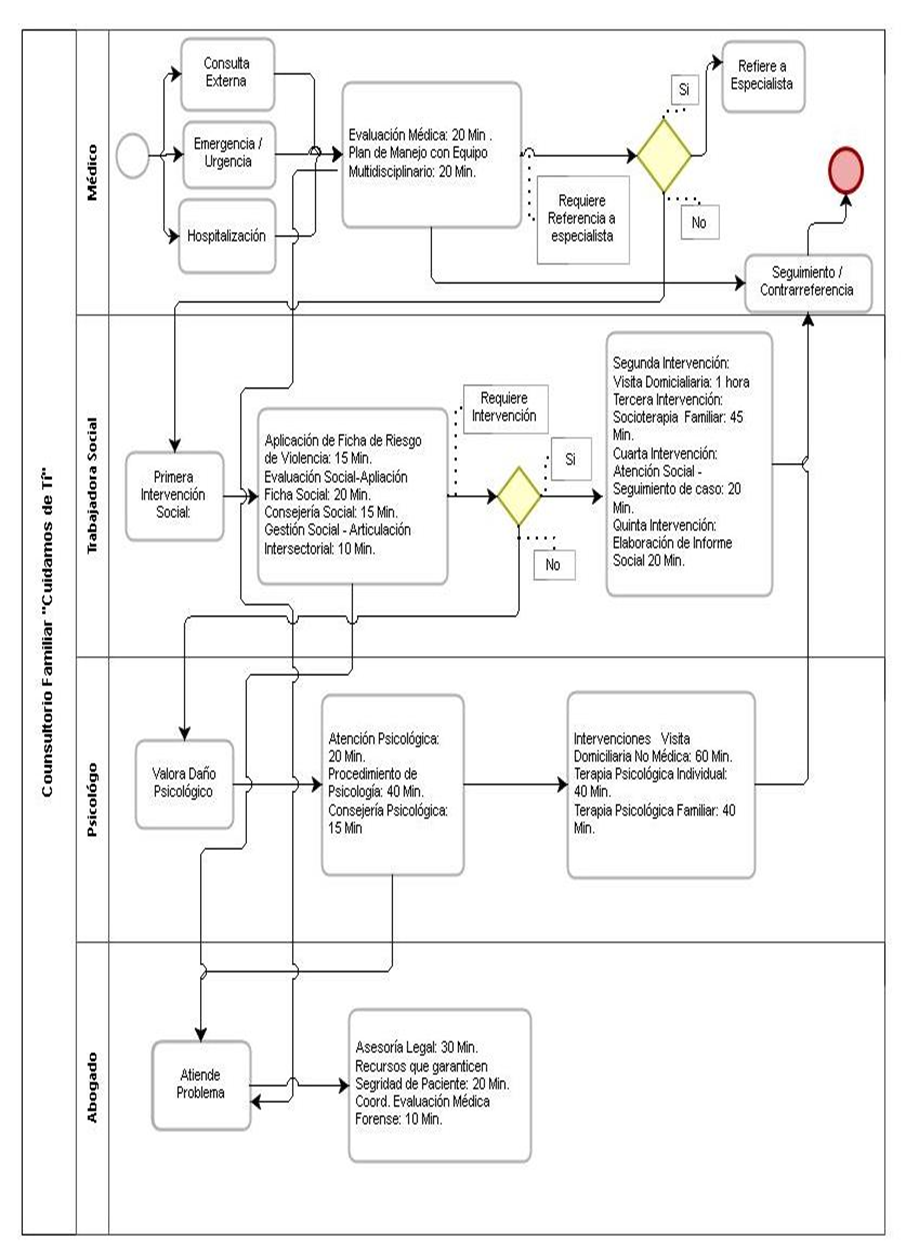 Counsultorio Familiar "Cuidamos de Tí"
Médico
Consulta
Externa
Emergencia /
Urgencia
Hospitalización
Evaluación Médica: 20 Min .
Plan de Manejo con Equipo
Multidisciplinario: 20 Min.
Requiere
Referencia a
especialista
Si
No
Refiere a
Especialista
Seguimiento /
Contrarreferencia
Trabajadora Social
Primera
Intervención
Social:
Aplicación de Ficha de Riesgo
de Violencia: 15 Min.
Evaluación Social-Apliación
Ficha Social: 20 Min.
Consejería Social: 15 Min.
Gestión Social - Articulación
Intersectorial: 10 Min.
Requiere
Intervención
Si
No
Segunda Intervención:
Visita Domicialiaria: 1 hora
Tercera Intervención:
Socioterapia Familiar: 45
Min.
Cuarta Intervención:
Atención Social -
Seguimiento de caso: 20
Min.
Quinta Intervención:
Elaboración de Informe
Social 20 Min.
Psicológo
Valora Daño
Psicológico
Atención Psicológica:
20 Min.
Procedimiento de
Psicología: 40 Min.
Consejería Psicológica:
15 Min
Intervenciones Visita
Domiciliaria No Médica: 60 Min.
Terapia Psicológica Individual:
40 Min.
Terapia Psicológica Familiar: 40
Min.
Abogado
Atiende
Problema
Asesoría Legal: 30 Min.
Recursos que garanticen
Segridad de Paciente: 20 Min.
Coord. Evaluación Médica
Forense: 10 Min.